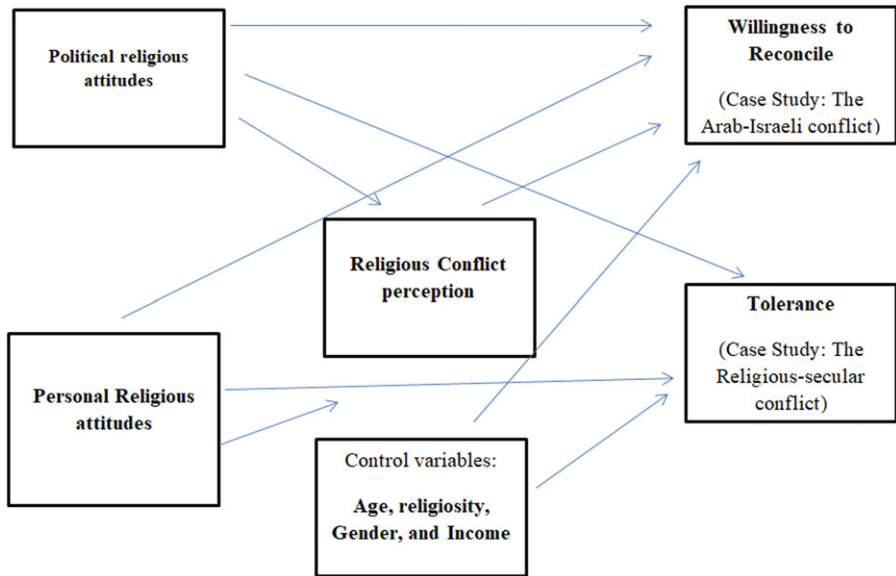 Political religious
attitudes
Willingness to
Reconcile
(Case Study: The
Arab-Israeli conflict)
Religious Conflict
perception
Personal Religious
attitudes
Tolerance
(Case Study: The
Religious-secular
conflict)
Control variables:
Age, religiosity,
Gender, and Income